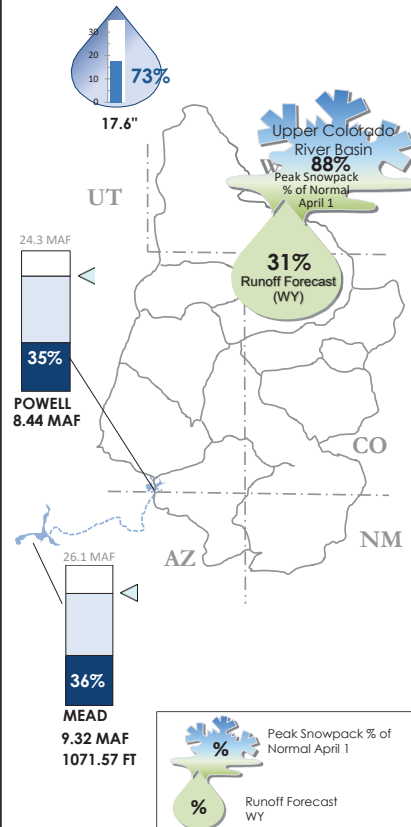 30
20
10
0
73%
17.6"
Upper Colorado
River Basin
W
88%
Peak Snowpack
% of Normal
April 1
UT
31%
Runoff Forecast
(WY)
24.3 MAF
35%
POWELL
8.44 MAF
CO
NM
AZ
26.1 MAF
36%
MEAD
9.32 MAF
1071.57 FT
%
Peak Snowpack % of
Normal April 1
%
Runoff Forecast
WY